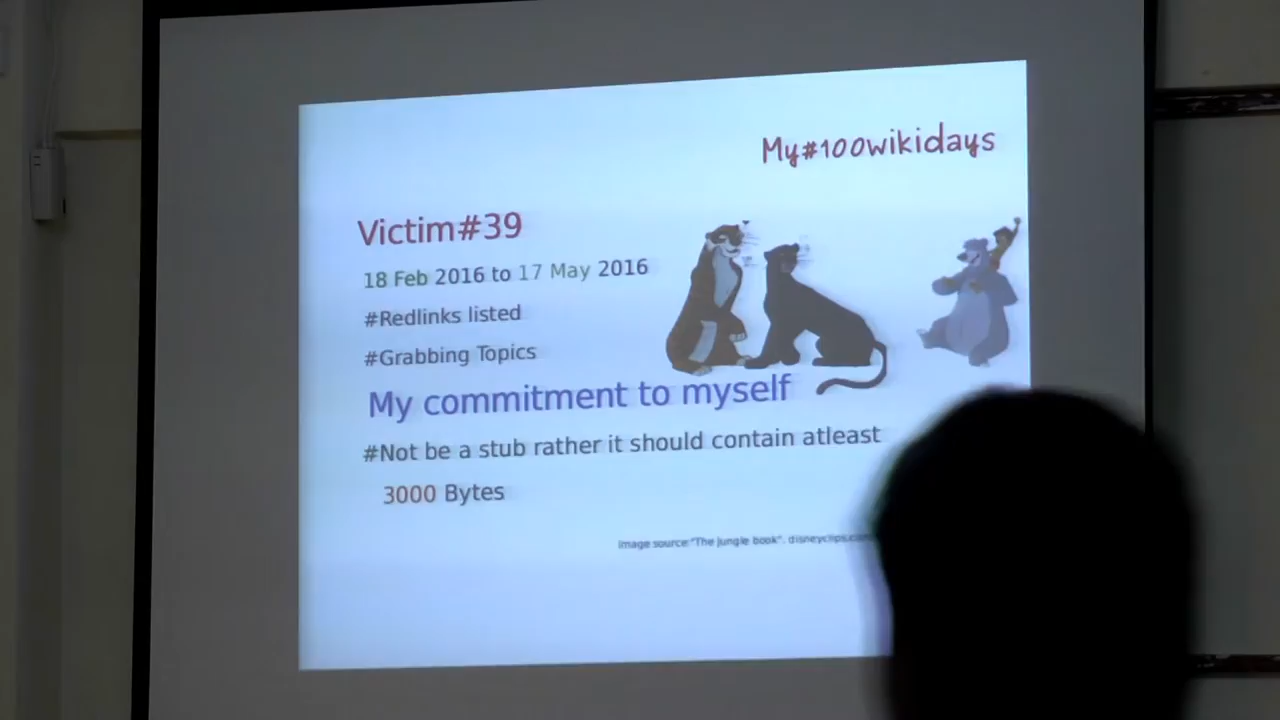 My#100wikidays
Victim#39
18 Feb 2016 to 17 May 2016
#Redlinks listed
#Grabbing Topics
My commitment to myself
#Not be a stub rather it should contain atleast
3000 Bytes
Image source:"The Jungle book". disneyclips.com